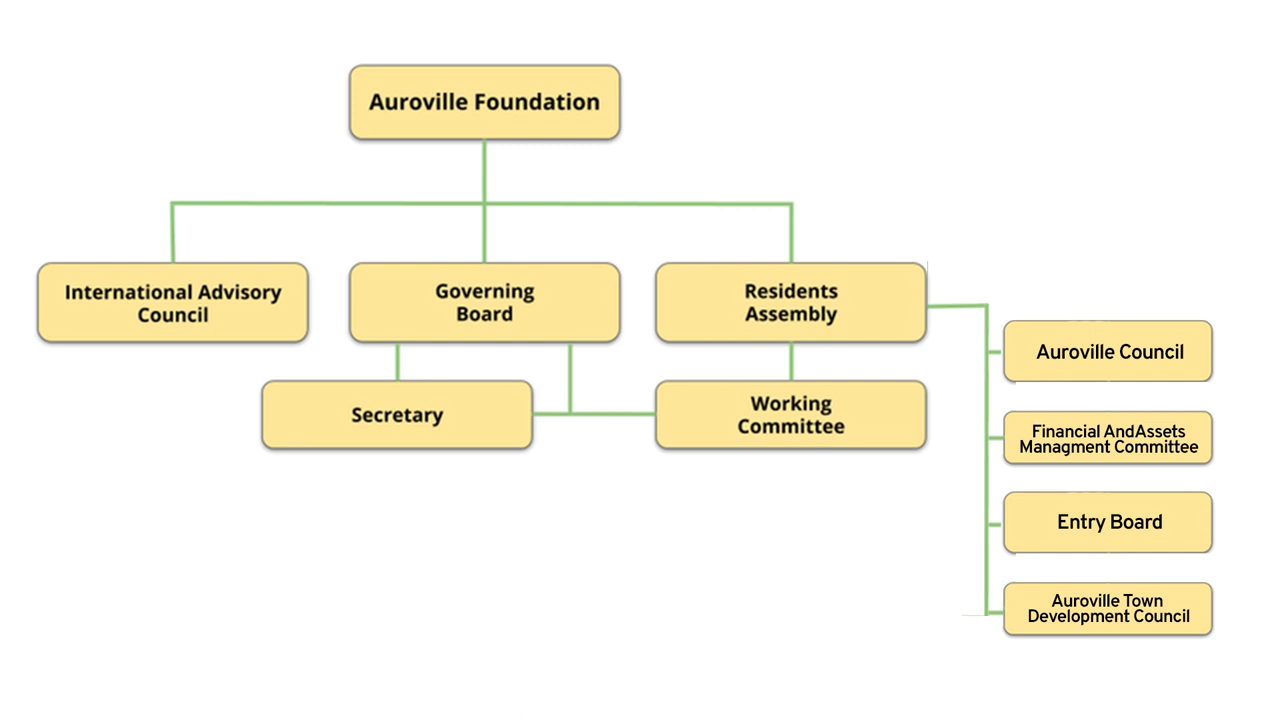 Auroville Foundation
International Advisory
Council
Governing
Board
Residents
Assembly
Secretary
Working
Committee
Auroville Council
Financial AndAssets
Managment Committee
Entry Board
Auroville Town
Development Council